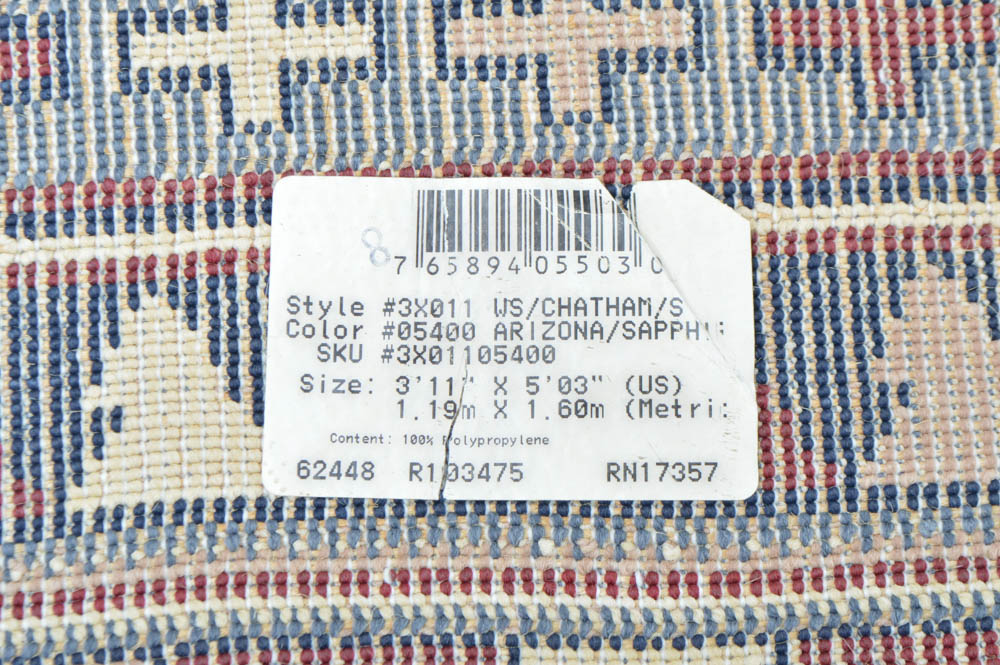 8
7 65894 05503 0
Style #3X011 WS/CHATHAM/S
Color #05400 ARIZONA/SAPPHI
SKU #3X01105400
Size: 3'11" X 5'03" (US)
1.19m X 1.60m (Metri
Content: 100% Polypropylene
62448 R103475 RN17357